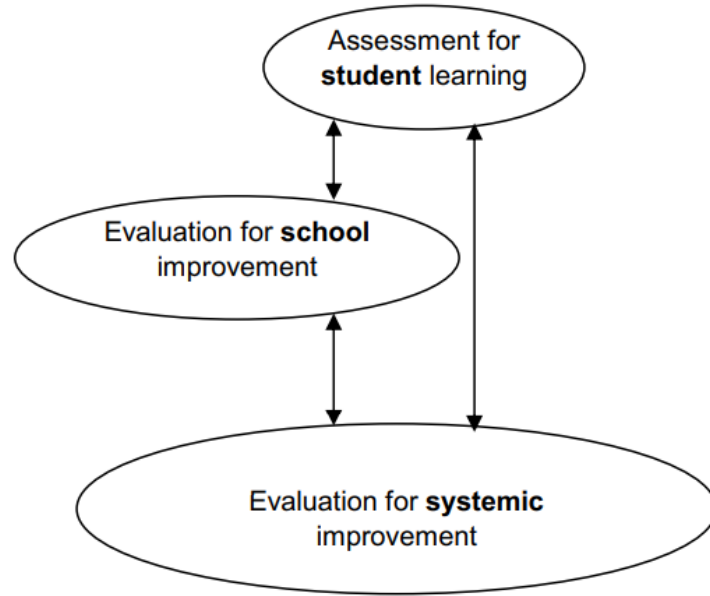 Assessment for
student learning
Evaluation for school
improvement
Evaluation for systemic
improvement